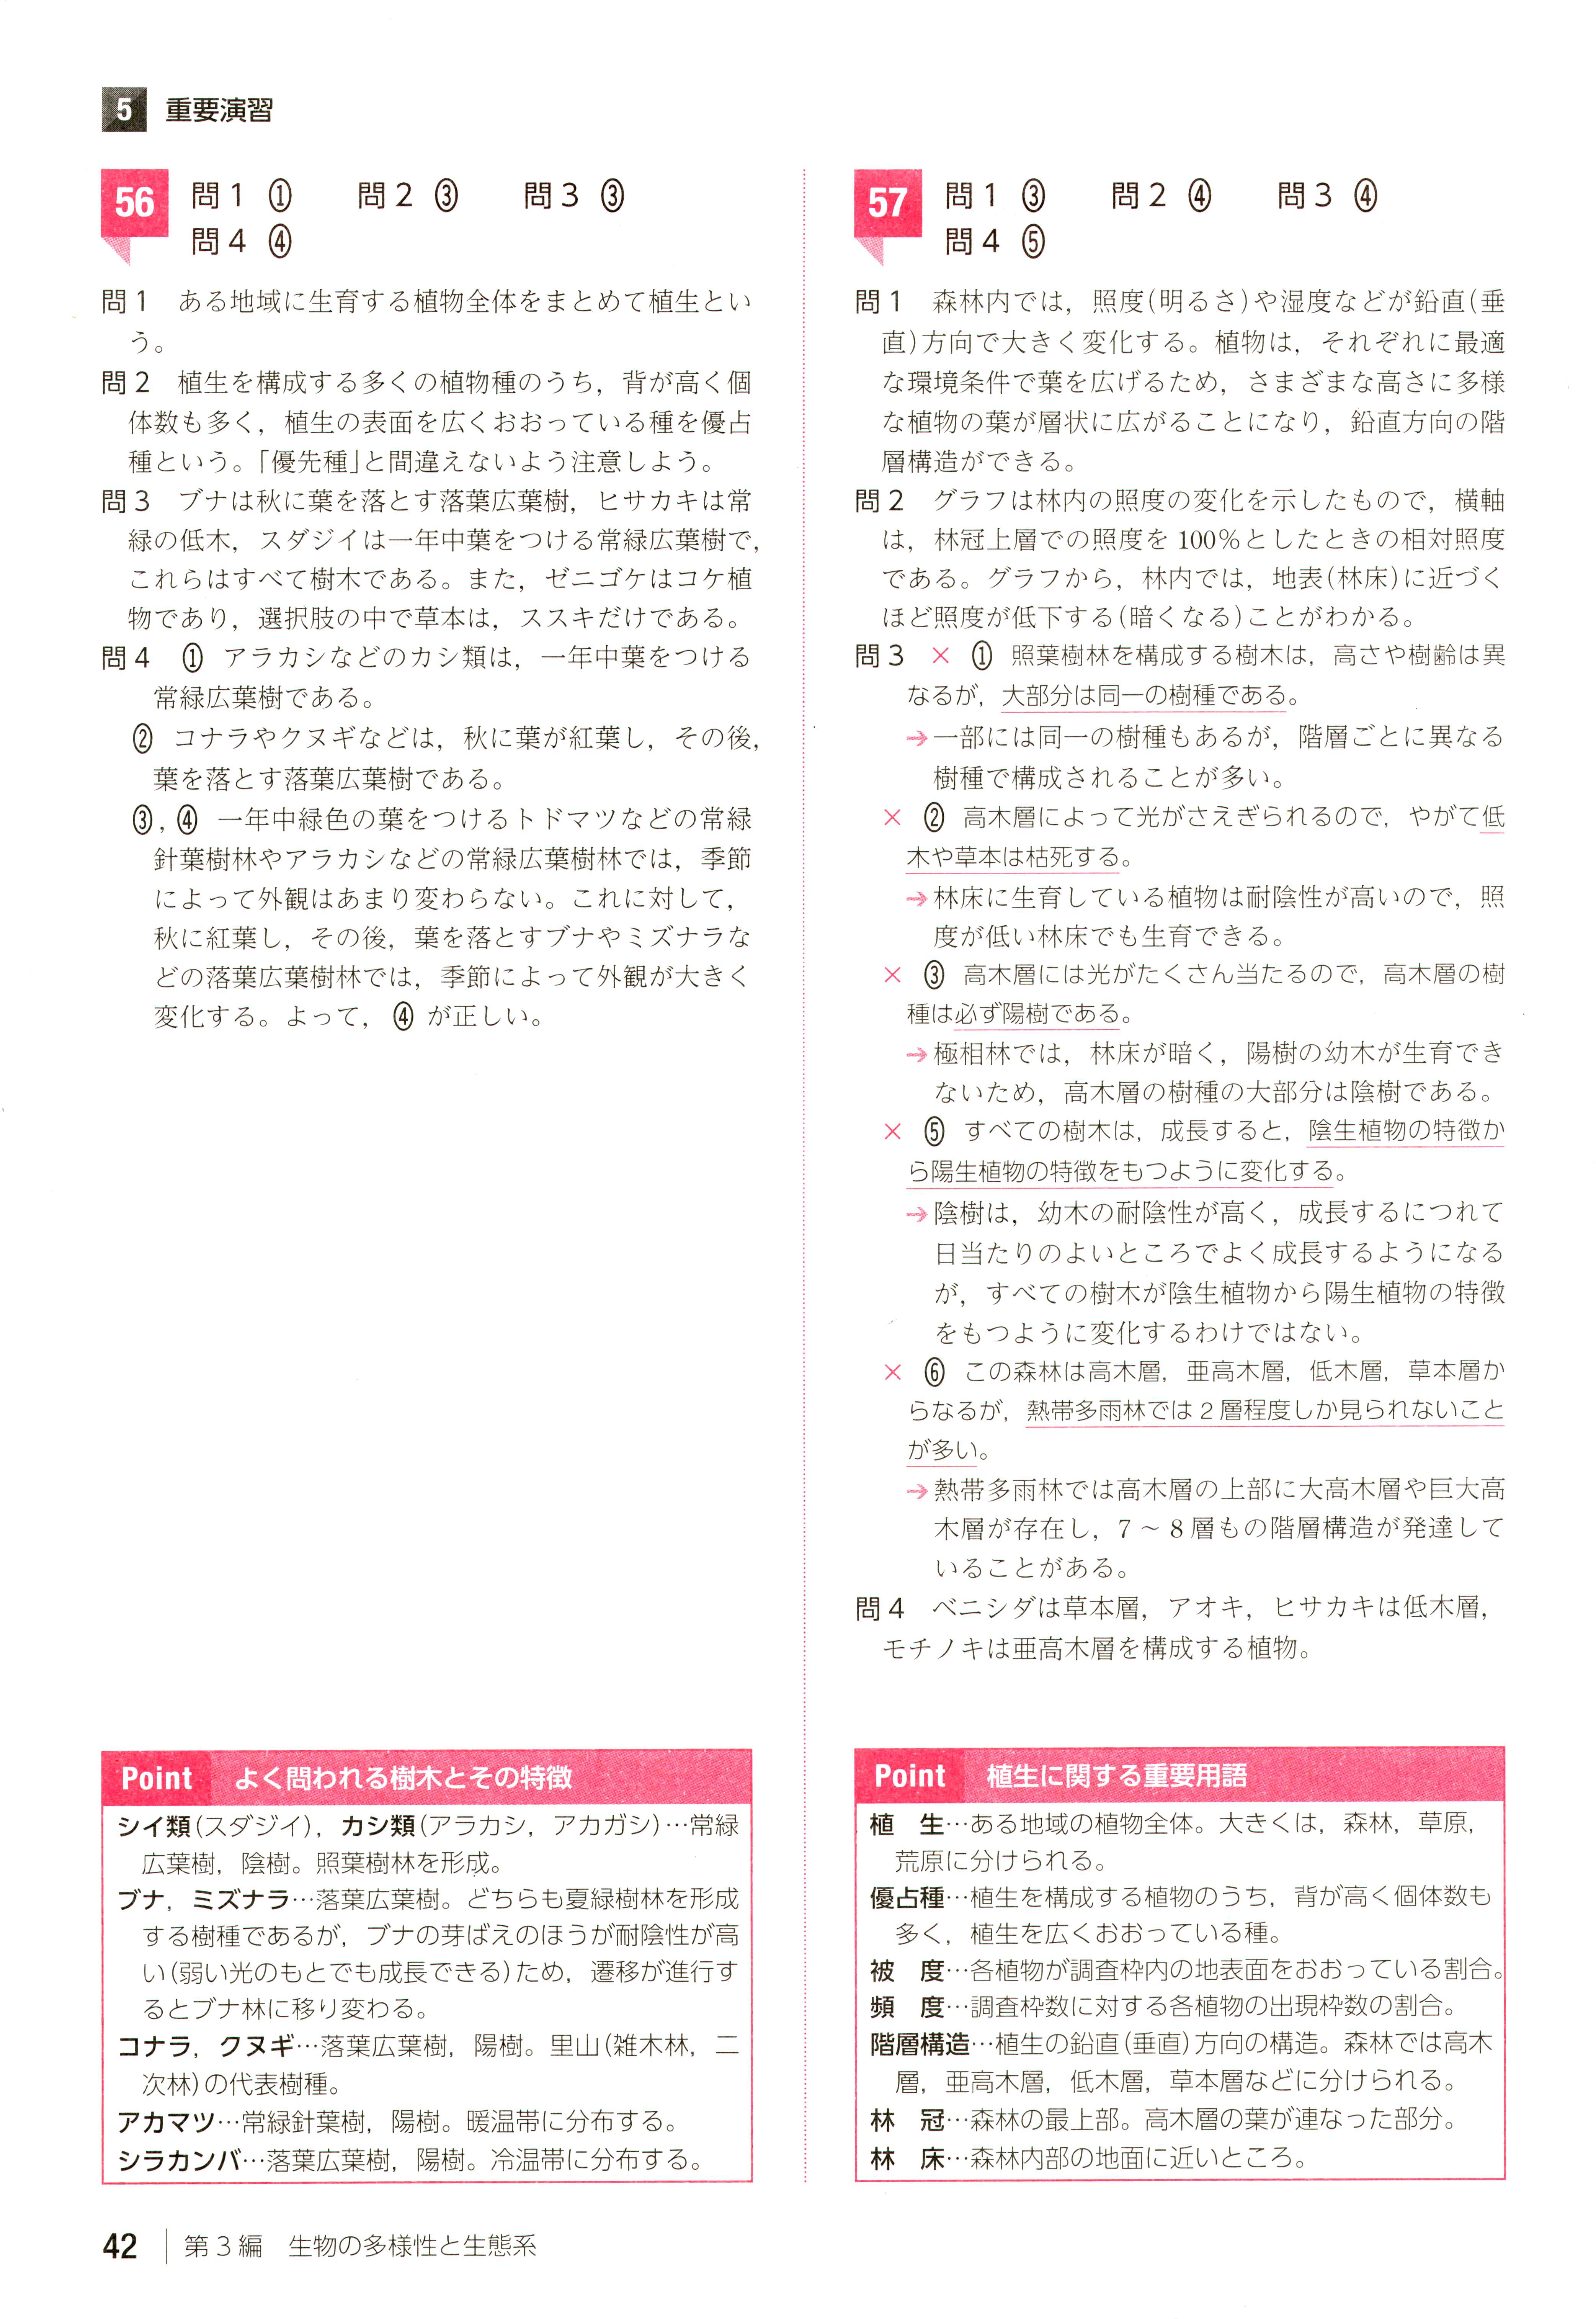 5 重要演習
56 問1 ① 問2 ③ 問3 ③
問4 ④
問1 ある地域に生育する植物全体をまとめて植生とい
う。
問2 植生を構成する多くの植物種のうち，背が高く個
体数も多く，植生の表面を広くおおっている種を優占
種という。「優先種」と間違えないよう注意しよう。
問3 ブナは秋に葉を落とす落葉広葉樹，ヒサカキは常
緑の低木，スダジイは一年中葉をつける常緑広葉樹で，
これらはすべて樹木である。また，ゼニゴケはコケ植
物であり，選択肢の中で草本は，ススキだけである。
問4 ① アラカシなどのカシ類は，一年中葉をつける
常緑広葉樹である。
② コナラやクヌギなどは，秋に葉が紅葉し，その後，
葉を落とす落葉広葉樹である。
③，④ 一年中緑色の葉をつけるトドマツなどの常緑
針葉樹林やアラカシなどの常緑広葉樹林では，季節
によって外観はあまり変わらない。これに対して，
秋に紅葉し，その後，葉を落とすブナやミズナラな
どの落葉広葉樹林では，季節によって外観が大きく
変化する。よって，④ が正しい。
Point よく問われる樹木とその特徴
シイ類(スダジイ)，カシ類(アラカシ，アカガシ)…常緑
広葉樹，陰樹。照葉樹林を形成。
ブナ，ミズナラ…落葉広葉樹。どちらも夏緑樹林を形成
する樹種であるが，ブナの芽ばえのほうが耐陰性が高
い(弱い光のもとでも成長できる)ため，遷移が進行す
るとブナ林に移り変わる。
コナラ，クヌギ…落葉広葉樹，陽樹。里山(雑木林，二
次林)の代表樹種。
アカマツ…常緑針葉樹，陽樹。暖温帯に分布する。
シラカンバ…落葉広葉樹，陽樹。冷温帯に分布する。
57 問1 ③ 問2 ④ 問3 ④
問4 ⑤
問1 森林内では，照度(明るさ)や湿度などが鉛直(垂
直)方向で大きく変化する。植物は，それぞれに最適
な環境条件で葉を広げるため，さまざまな高さに多様
な植物の葉が層状に広がることになり，鉛直方向の階
層構造ができる。
問2 グラフは林内の照度の変化を示したもので，横軸
は，林冠上層での照度を 100％としたときの相対照度
である。グラフから，林内では，地表(林床)に近づく
ほど照度が低下する(暗くなる)ことがわかる。
問3 × ① 照葉樹林を構成する樹木は，高さや樹齢は異
なるが，大部分は同一の樹種である。
→一部には同一の樹種もあるが，階層ごとに異なる
樹種で構成されることが多い。
× ② 高木層によって光がさえぎられるので，やがて低
木や草本は枯死する。
→林床に生育している植物は耐陰性が高いので，照
度が低い林床でも生育できる。
× ③ 高木層には光がたくさん当たるので，高木層の樹
種は必ず陽樹である。
→極相林では，林床が暗く，陽樹の幼木が生育でき
ないため，高木層の樹種の大部分は陰樹である。
× ⑤ すべての樹木は，成長すると，陰生植物の特徴か
ら陽生植物の特徴をもつように変化する。
→陰樹は，幼木の耐陰性が高く，成長するにつれて
日当たりのよいところでよく成長するようになる
が，すべての樹木が陰生植物から陽生植物の特徴
をもつように変化するわけではない。
× ⑥ この森林は高木層，亜高木層，低木層，草本層か
らなるが，熱帯多雨林では2層程度しか見られないこと
が多い。
→熱帯多雨林では高木層の上部に大高木層や巨大高
木層が存在し，7～8層もの階層構造が発達して
いることがある。
問4 ベニシダは草本層，アオキ，ヒサカキは低木層，
モチノキは亜高木層を構成する植物。
Point 植生に関する重要用語
植 生…ある地域の植物全体。大きくは，森林，草原，
荒原に分けられる。
優占種…植生を構成する植物のうち，背が高く個体数も
多く，植生を広くおおっている種。
被 度…各植物が調査枠内の地表面をおおっている割合。
頻 度…調査枠数に対する各植物の出現枠数の割合。
階層構造…植生の鉛直(垂直)方向の構造。森林では高木
層，亜高木層，低木層，草本層などに分けられる。
林 冠…森林の最上部。高木層の葉が連なった部分。
林 床…森林内部の地面に近いところ。
42 第3編 生物の多様性と生態系